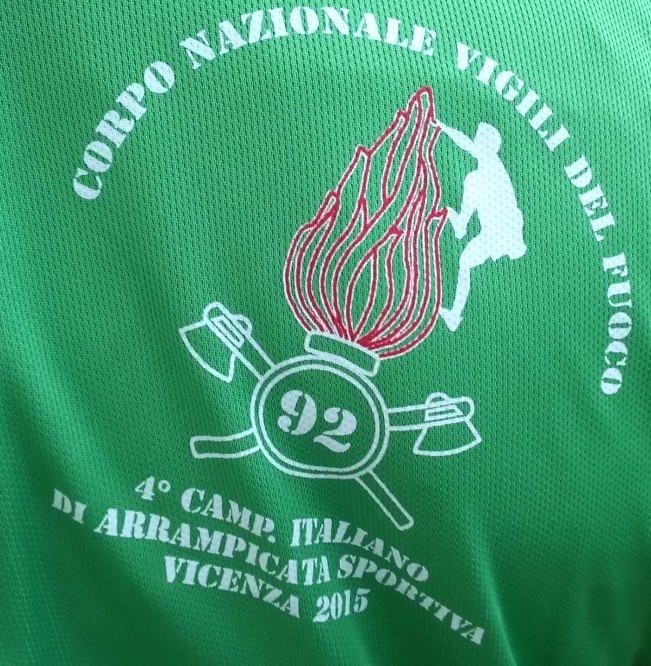 CORPO NAZIONALE VIGILI DEL FUOCO
92
4° CAMP. ITALIANO
DI ARRAMPICATA SPORTIVA
VICENZA 2015